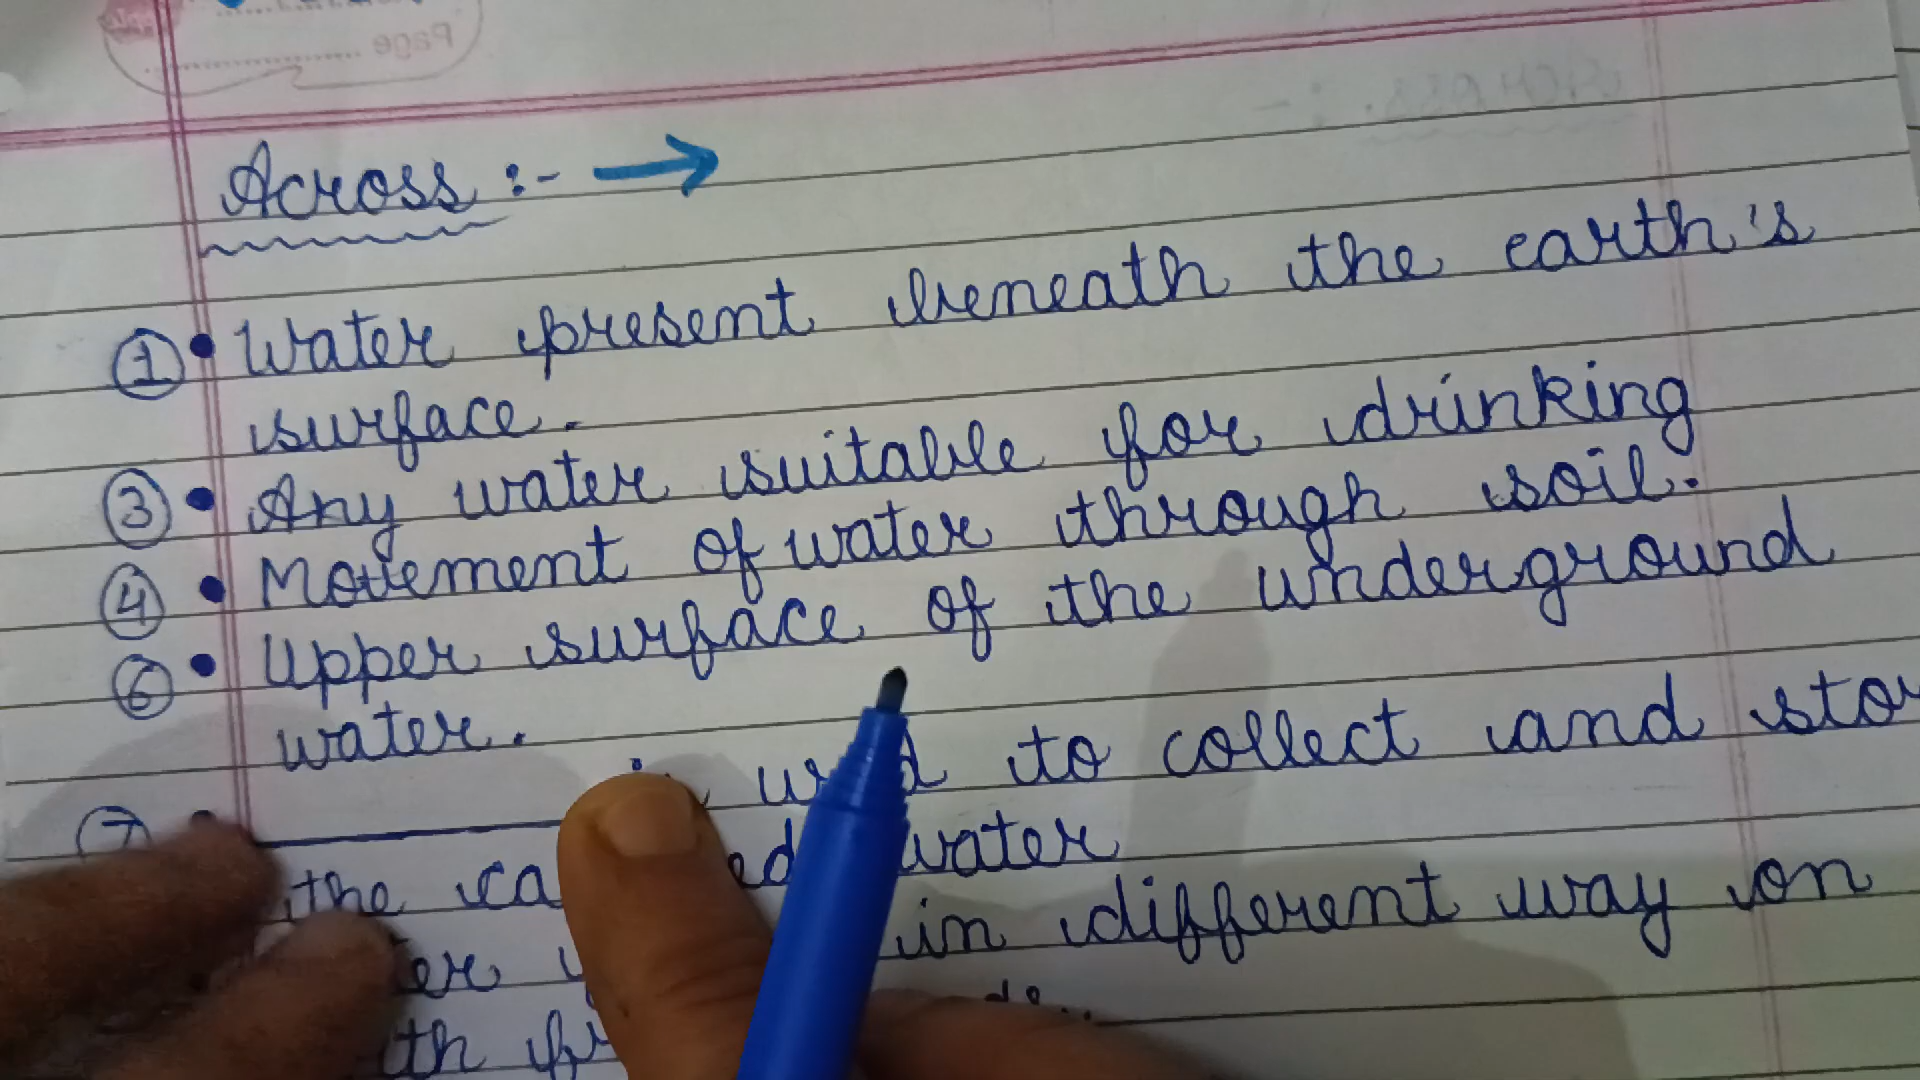 Page
Across :- →
① • Water present beneath the earth's
surface.
③ • Any water suitable for drinking
④ • Movement of water through soil.
⑥ • Upper surface of the underground
water.
⑦ to collect and
the water
in different way on